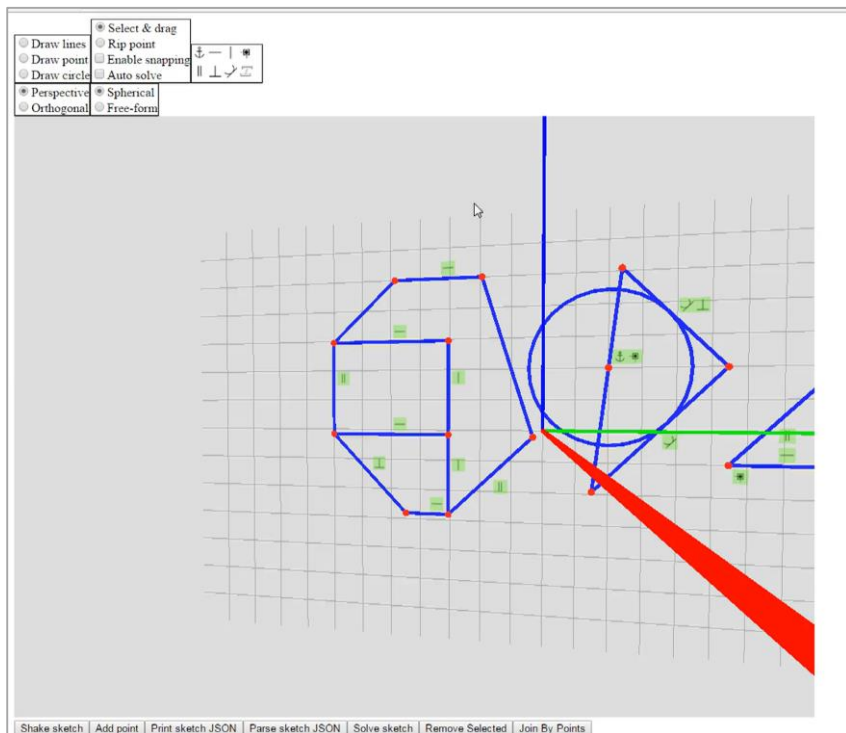 Draw lines
Draw point
Draw circle
Select & drag
Rip point
Enable snapping
Auto solve
Perspective
Orthogonal
Spherical
Free-form
Shake sketch Add point Print sketch JSON Parse sketch JSON Solve sketch Remove Selected Join By Points